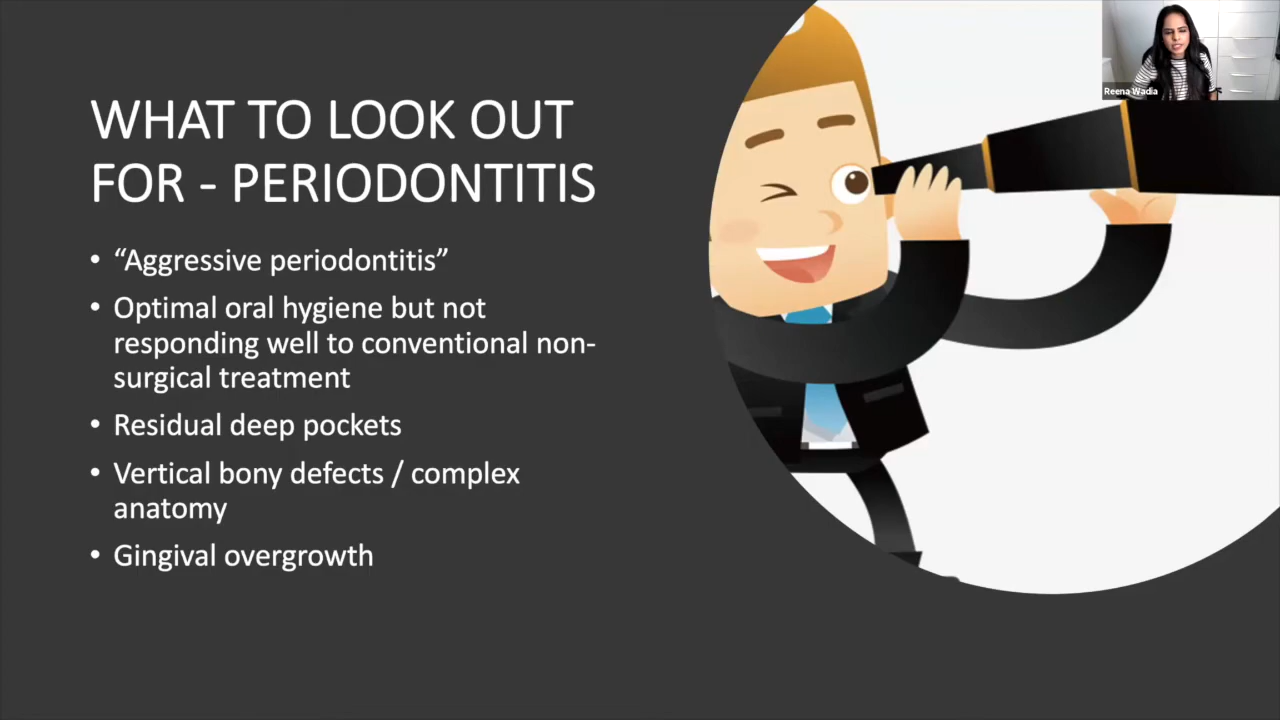 WHAT TO LOOK OUT
FOR - PERIODONTITIS
• “Aggressive periodontitis”
• Optimal oral hygiene but not
responding well to conventional non-
surgical treatment
• Residual deep pockets
• Vertical bony defects / complex
anatomy
• Gingival overgrowth
Reena Wadia